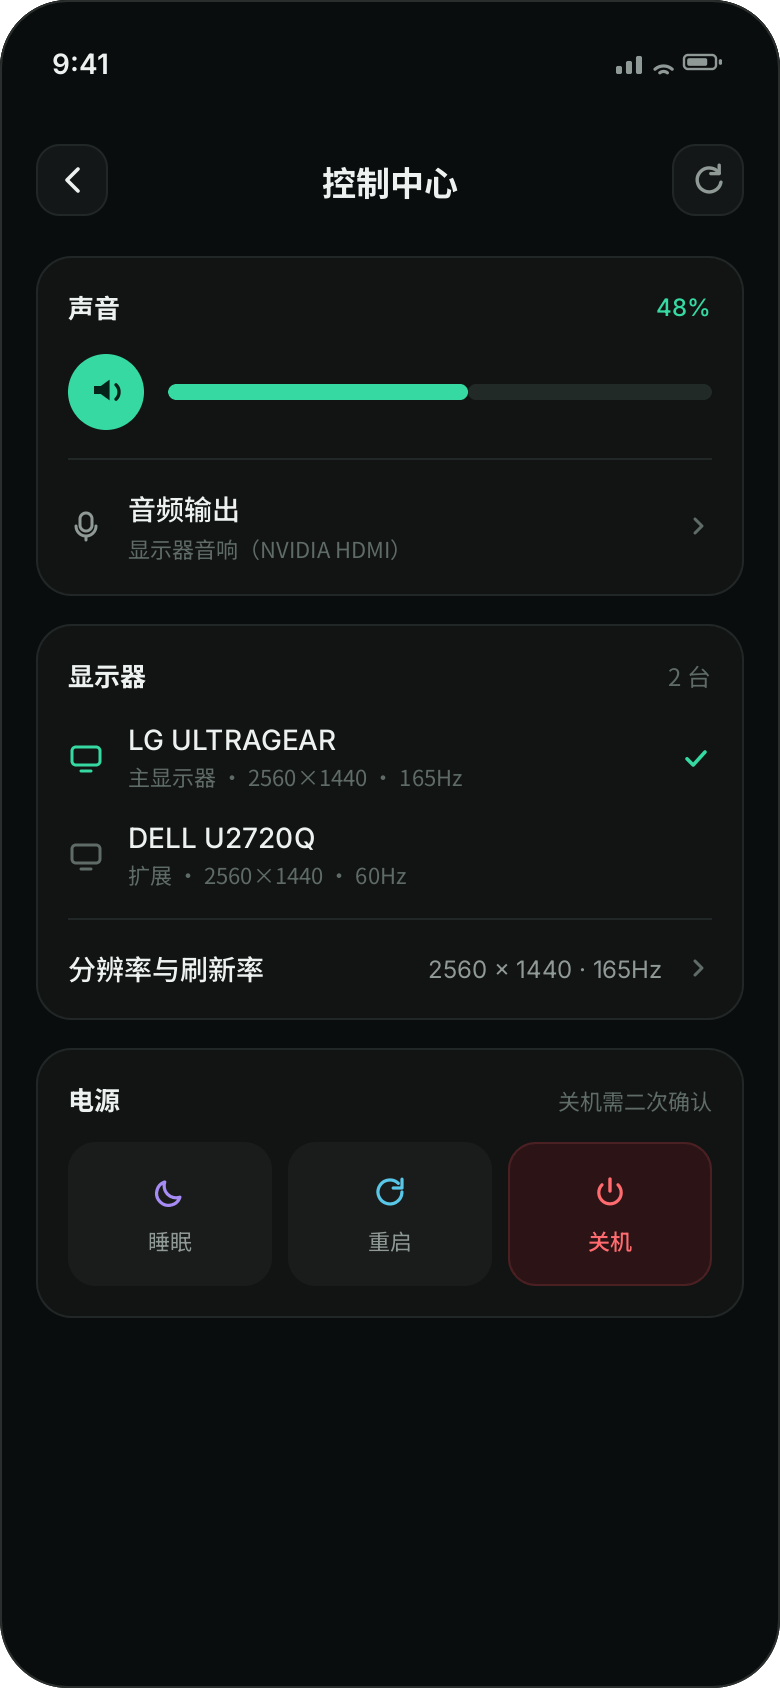 9:41
控制中心
声音
48%
音频输出
显示器音响（NVIDIA HDMI）
显示器
2 台
LG ULTRAGEAR
主显示器 · 2560×1440 · 165Hz
DELL U2720Q
扩展 · 2560×1440 · 60Hz
分辨率与刷新率
2560 × 1440 · 165Hz
电源
关机需二次确认
睡眠
重启
关机